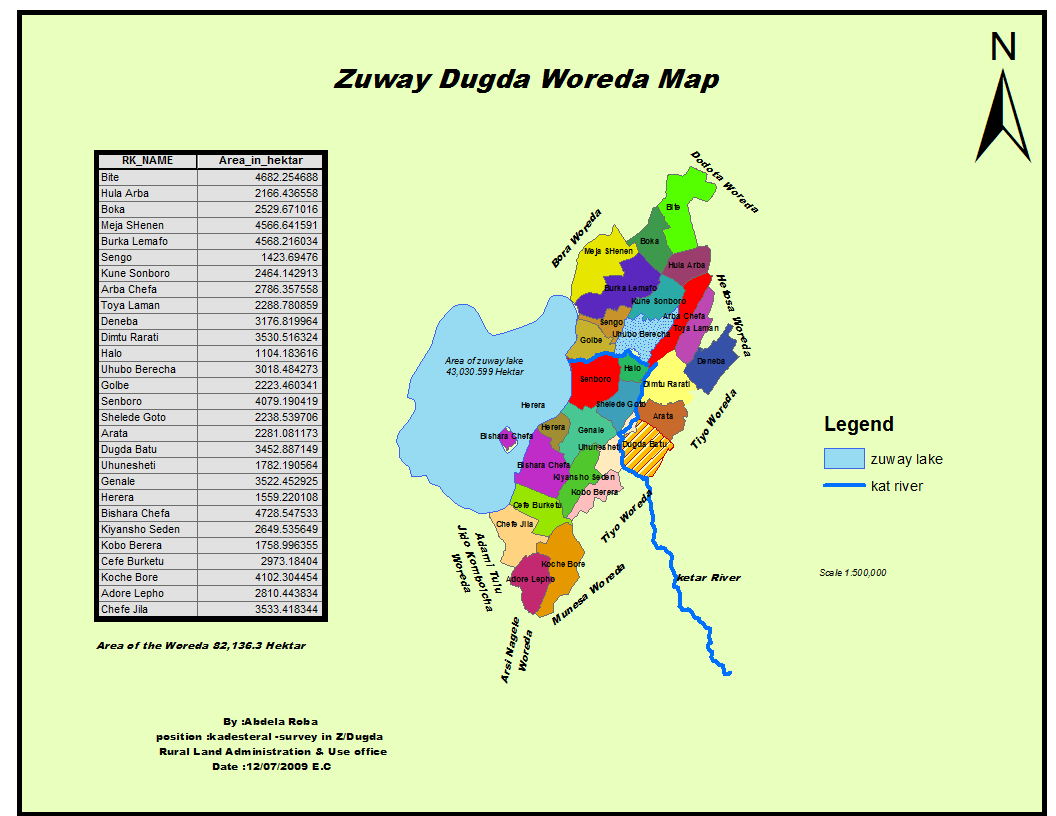 Zuway Dugda Woreda Map
N
RK_NAME Area_in_hektar
Bite 4682.254688
Hula Arba 2166.436558
Boka 2529.671016
Meja SHenen 4566.641591
Burka Lemafo 4568.216034
Sengo 1423.69476
Kune Sonboro 2464.142913
Arba Chefa 2786.357558
Toya Laman 2288.780859
Deneba 3176.819964
Dimtu Rarati 3530.516324
Halo 1104.183616
Uhubo Berecha 3018.484273
Golbe 2223.460341
Senboro 4079.190419
Shelede Goto 2238.539706
Arata 2281.081173
Dugda Batu 3452.887149
Uhunesheti 1782.190564
Genale 3522.452925
Herera 1559.220108
Bishara Chefa 4728.547533
Kiyansho Seden 2649.535649
Kobo Berera 1758.996355
Cefe Burketu 2973.18404
Koche Bore 4102.304454
Adore Lepho 2810.443834
Chefe Jila 3533.418344
Area of the Woreda 82,136.3 Hektar
By :Abdela Roba
position :kadesteral -survey in Z/Dugda
Rural Land Administration & Use office
Date :12/07/2009 E.C
Dodota Woreda
Bora Woreda
Bite
Boka
Meja SHenen
Hula Arba
Hetosa Woreda
Burka Lemafo
Kune Sonboro
Arba Chefa
Sengo
Toya Laman
Uhubo Berecha
Golbe
Area of zuway lake
43,030.599 Hektar
Deneba
Halo
Senboro
Dimtu Rarati
Herera
Shelede Goto
Arata
Tiyo Woreda
Herera
Genale
Bishara Chefa
Uhunesheti
Dugda Batu
Bishara Chefa
Kiyansho Seden
Kobo Berera
Cefe Burketu
Tiyo Woreda
Chefe Jila
Adami Tulu
Jido Kombolcha
Woreda
Koche Bore
Adore Lepho
Munesa Woreda
ketar River
Arsi Nagele
Woreda
Legend
zuway lake
kat river
Scale 1:500,000